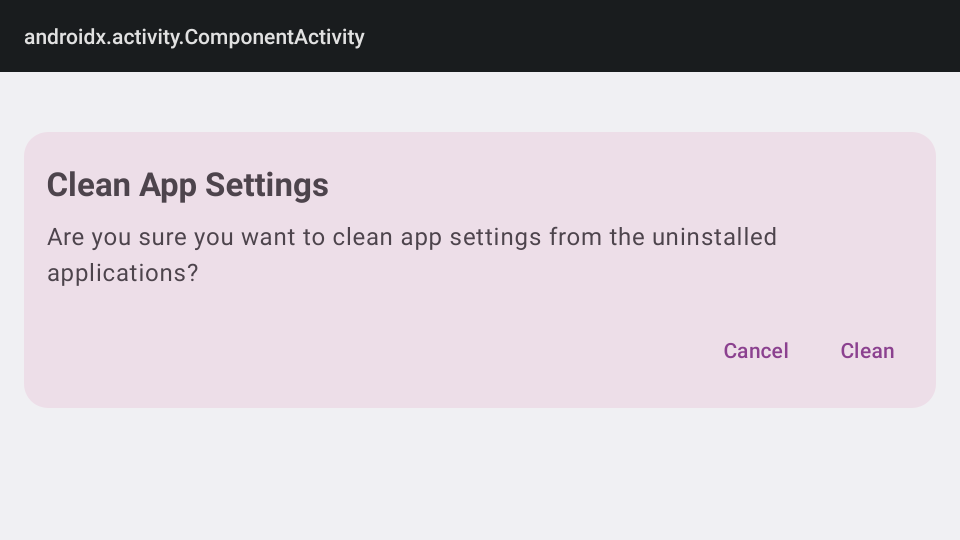 androidx.activity.ComponentActivity
Clean App Settings
Are you sure you want to clean app settings from the uninstalled
applications?
Cancel Clean